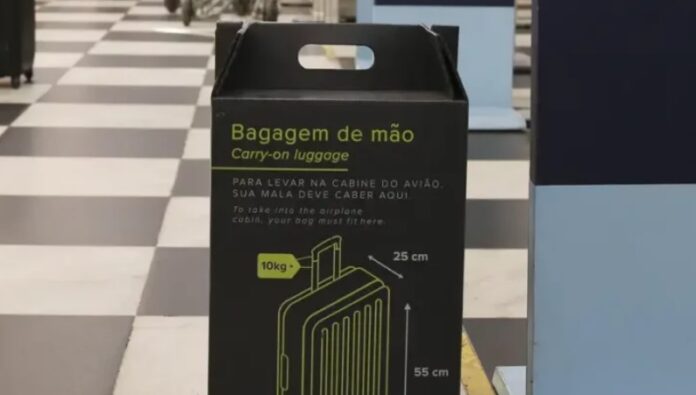 Bagagem de mão
Carry-on luggage
PARA LEVAR NA CABINE DO AVIÃO,
SUA MALA DEVE CABER AQUI.
To take into the airplane
cabin, your bag must fit here.
25 cm
10kg
55 cm